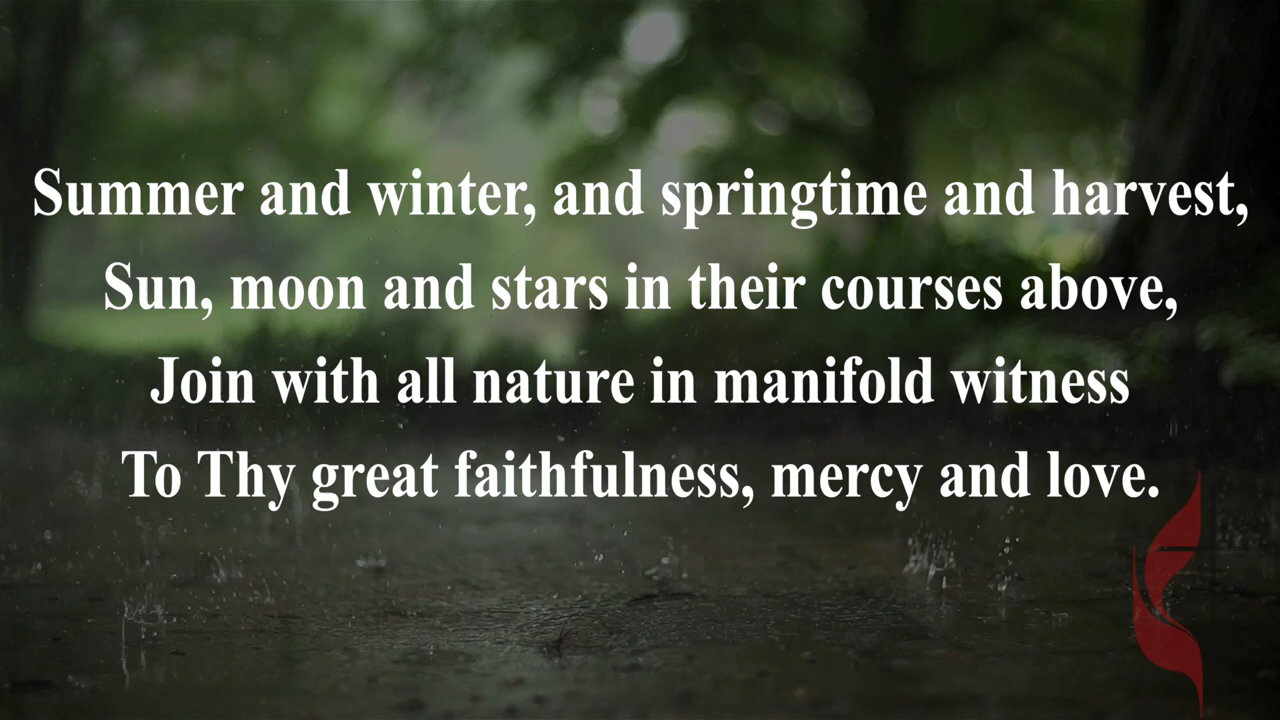 Summer and winter, and springtime and harvest,
Sun, moon and stars in their courses above,
Join with all nature in manifold witness
To Thy great faithfulness, mercy and love.